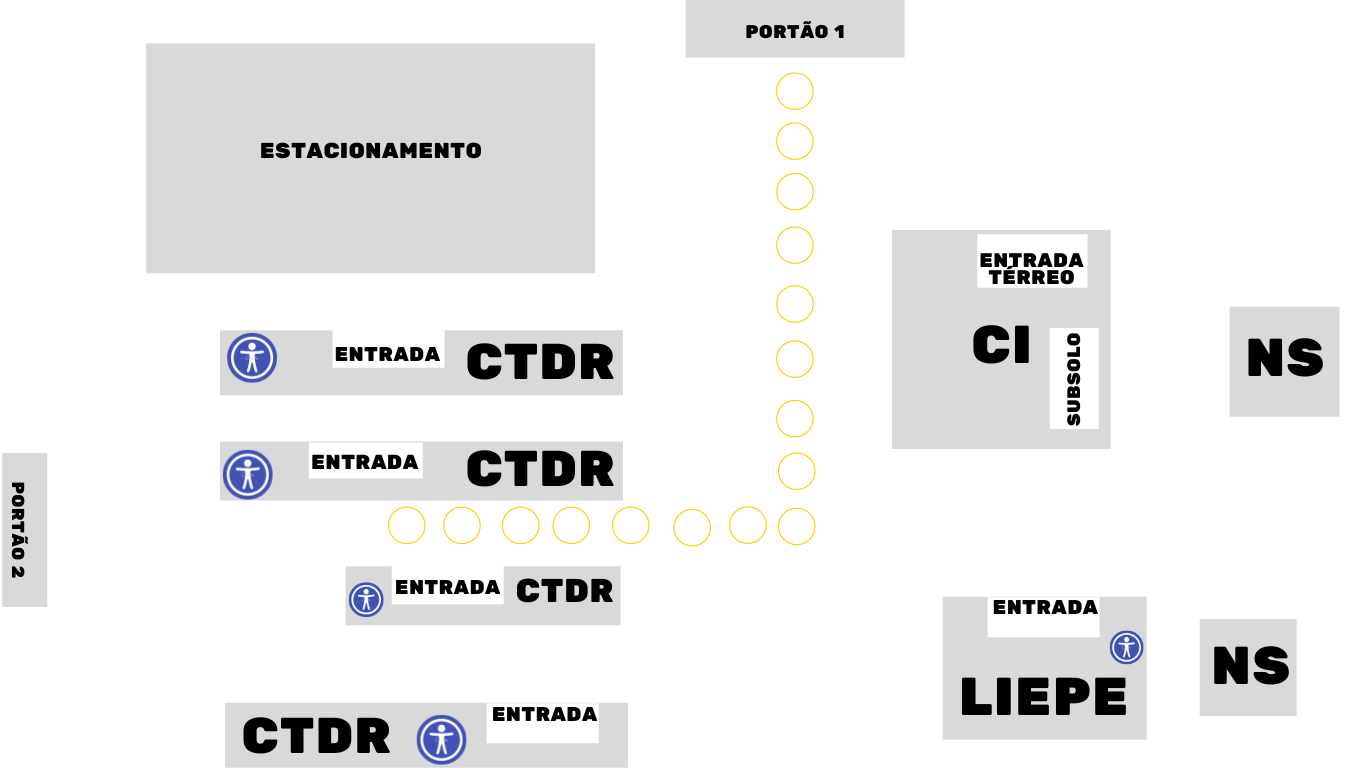 PORTÃO 1
ESTACIONAMENTO
ENTRADA
TÉRREO
CI
SUBSOLO
NS
ENTRADA
CTDR
ENTRADA
CTDR
PORTÃO 2
ENTRADA
CTDR
ENTRADA
LIEPE
NS
CTDR
ENTRADA